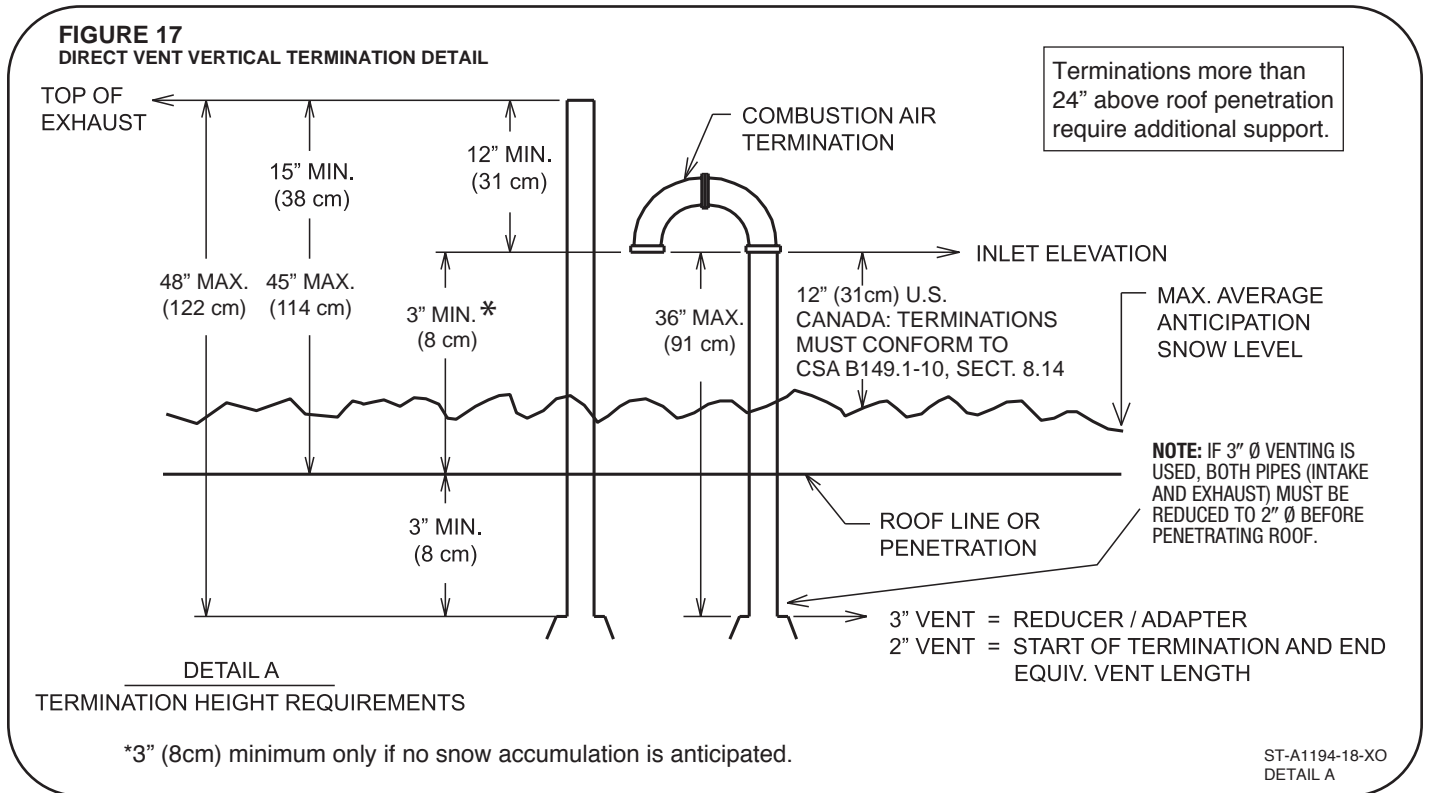 FIGURE 17
DIRECT VENT VERTICAL TERMINATION DETAIL
Terminations more than
24” above roof penetration
require additional support.
TOP OF
EXHAUST
COMBUSTION AIR
TERMINATION
12” MIN.
(31 cm)
15” MIN.
(38 cm)
INLET ELEVATION
48” MAX.
(122 cm)
45” MAX.
(114 cm)
3” MIN. *
(8 cm)
36” MAX.
(91 cm)
12” (31cm) U.S.
CANADA: TERMINATIONS
MUST CONFORM TO
CSA B149.1-10, SECT. 8.14
MAX. AVERAGE
ANTICIPATION
SNOW LEVEL
NOTE: IF 3″ Ø VENTING IS
USED, BOTH PIPES (INTAKE
AND EXHAUST) MUST BE
REDUCED TO 2″ Ø BEFORE
PENETRATING ROOF.
3” MIN.
(8 cm)
ROOF LINE OR
PENETRATION
3” VENT = REDUCER / ADAPTER
2” VENT = START OF TERMINATION AND END
EQUIV. VENT LENGTH
DETAIL A
TERMINATION HEIGHT REQUIREMENTS
*3” (8cm) minimum only if no snow accumulation is anticipated.
ST-A1194-18-XO
DETAIL A